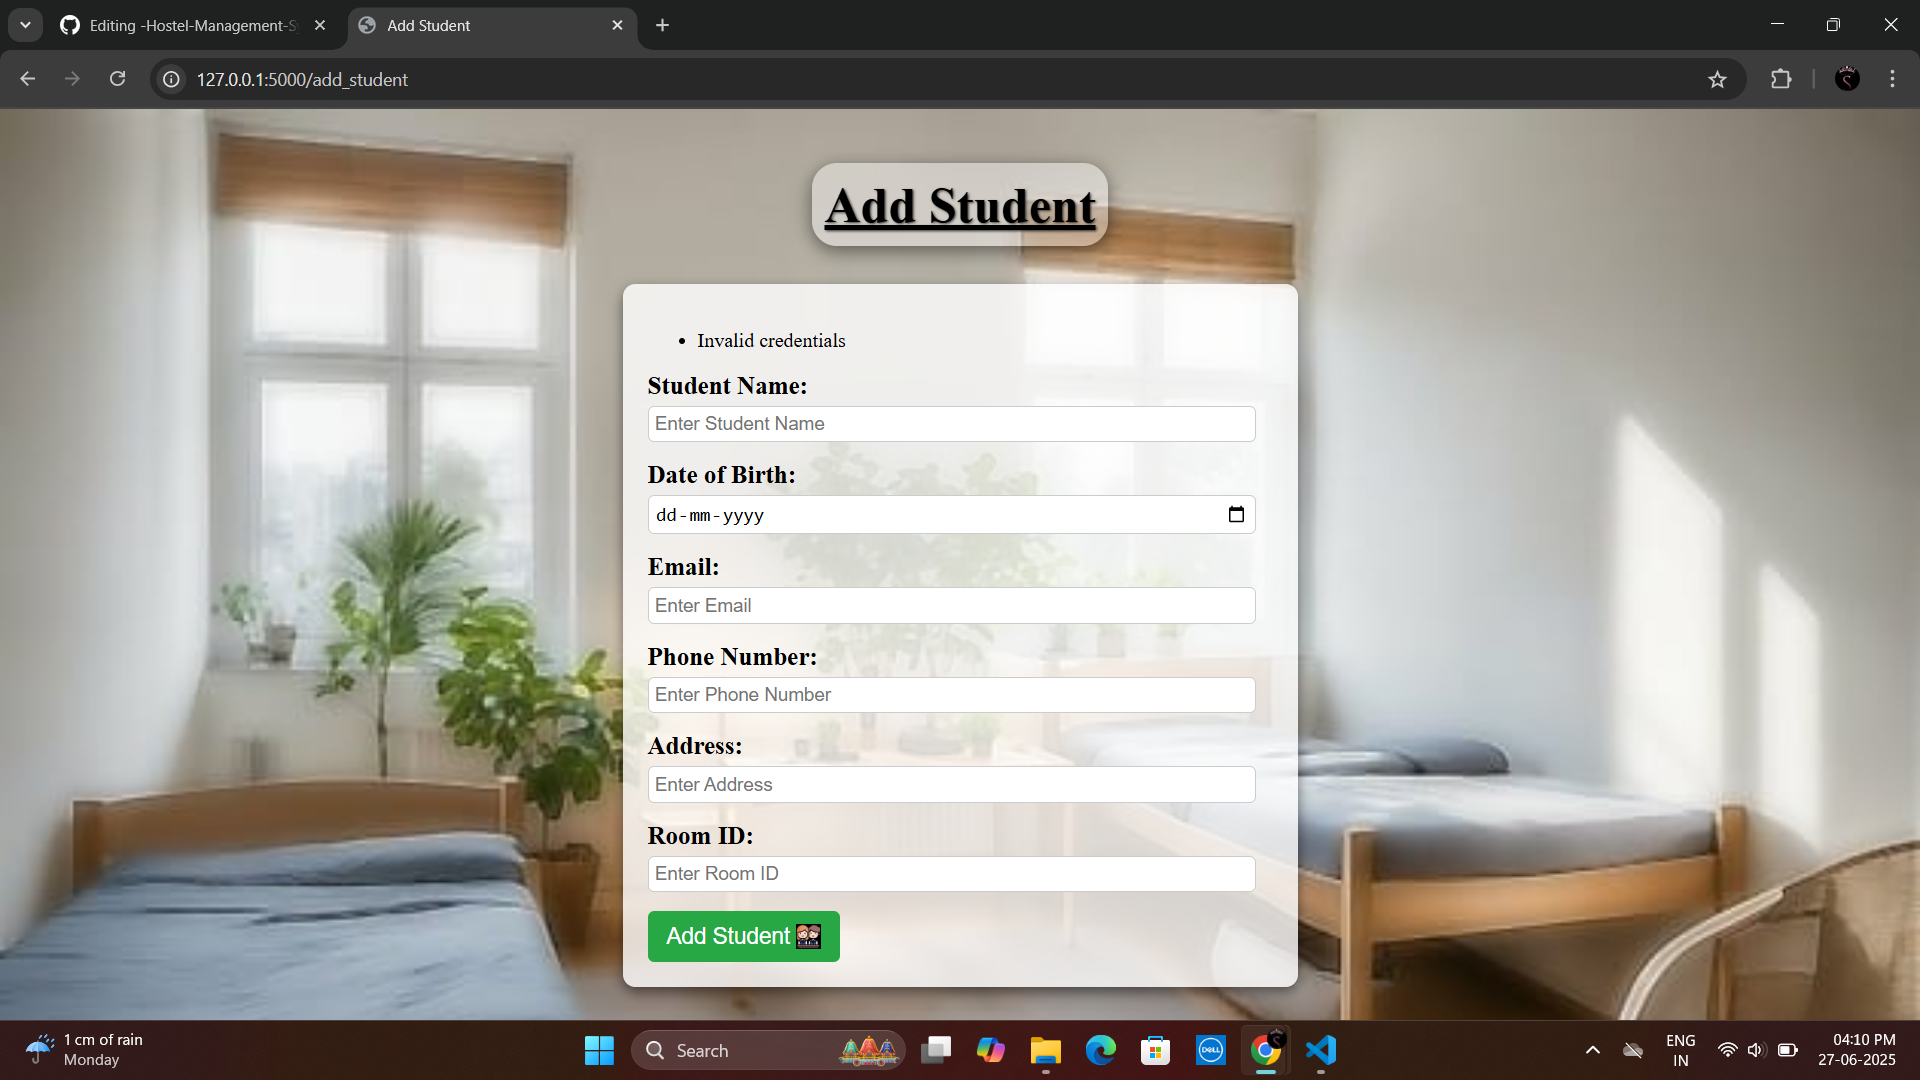 Editing -Hostel-Management-S
Add Student
127.0.0.1:5000/add_student
Add Student
Invalid credentials
Student Name:
Enter Student Name
Date of Birth:
dd-mm-yyyy
Email:
Enter Email
Phone Number:
Enter Phone Number
Address:
Enter Address
Room ID:
Enter Room ID
Add Student
1 cm of rain
Monday
Search
DELL
ENG
IN
04:10 PM
27-06-2025